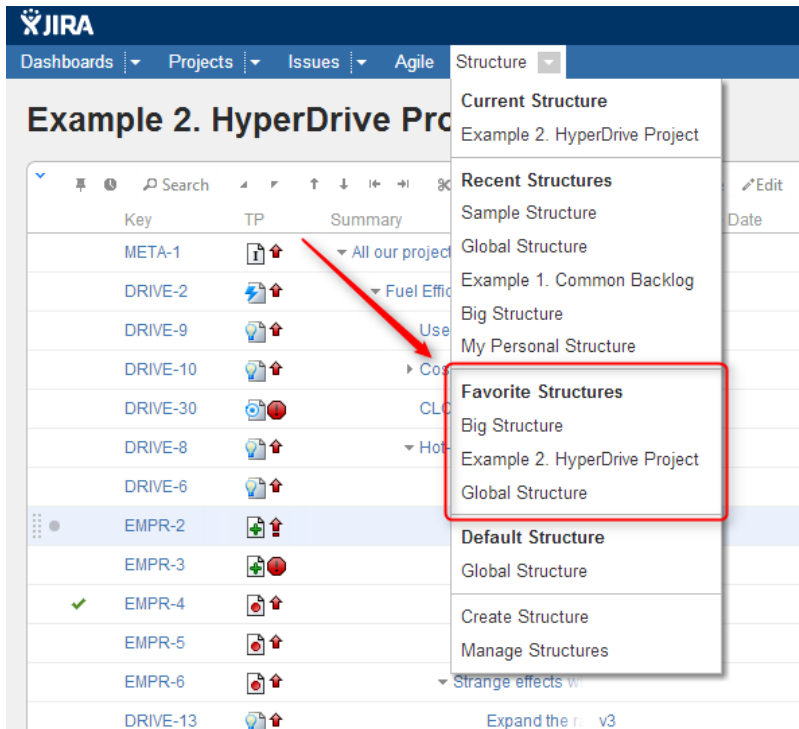 JIRA
Dashboards Projects Issues Agile Structure
Example 2. HyperDrive Pro
Search Edit
Key TP Summary Date
META-1 All our project
DRIVE-2 Fuel Effic
DRIVE-9 Use
DRIVE-10 Cos
DRIVE-30 CLO
DRIVE-8 Hot-
DRIVE-6
EMPR-2
EMPR-3
EMPR-4
EMPR-5
EMPR-6 Strange effects w
DRIVE-13 Expand the ra v3
Current Structure
Example 2. HyperDrive Project
Recent Structures
Sample Structure
Global Structure
Example 1. Common Backlog
Big Structure
My Personal Structure
Favorite Structures
Big Structure
Example 2. HyperDrive Project
Global Structure
Default Structure
Global Structure
Create Structure
Manage Structures